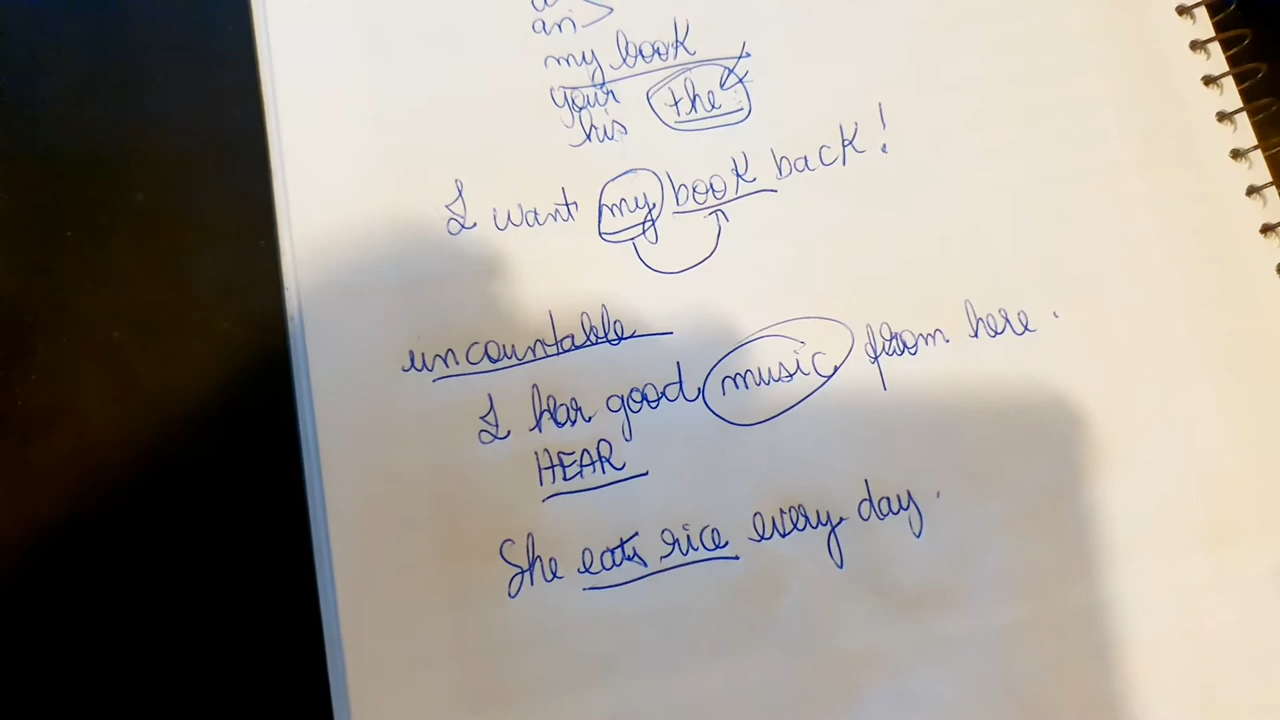 an
my book
your the
his
I want my book back!
uncountable
I hear good music from here.
HEAR
She eats rice every day.